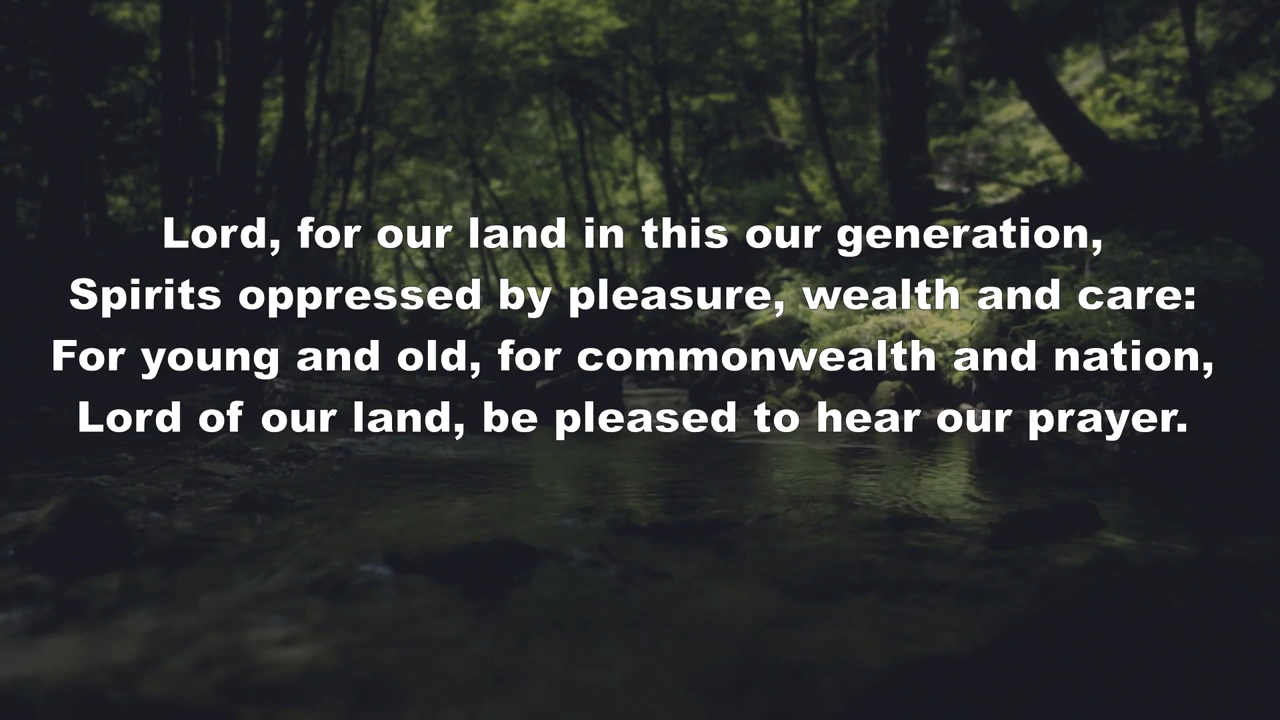 Lord, for our land in this our generation,
Spirits oppressed by pleasure, wealth and care:
For young and old, for commonwealth and nation,
Lord of our land, be pleased to hear our prayer.